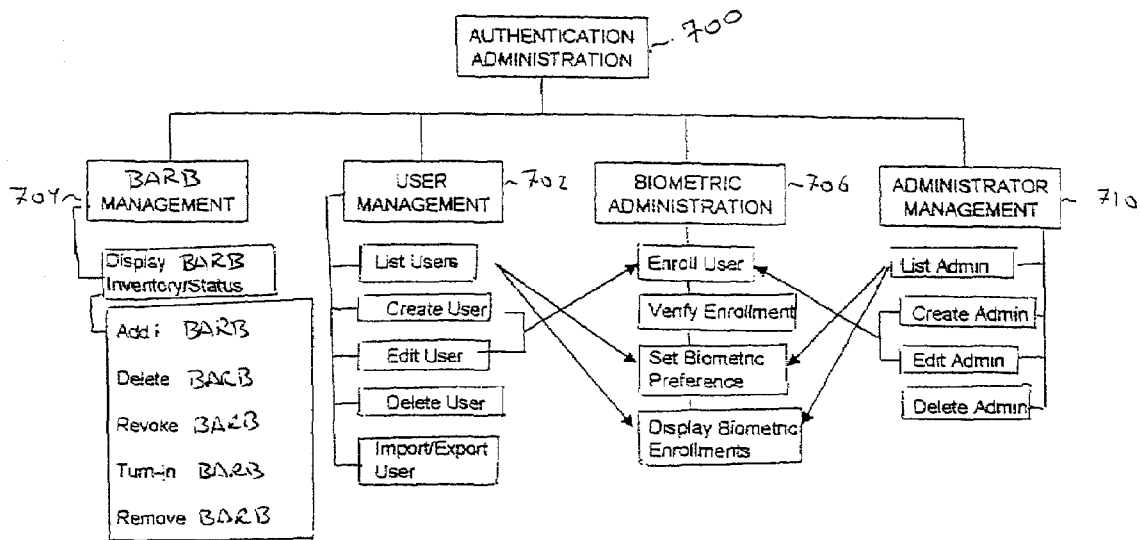 AUTHENTICATION
ADMINISTRATION
700
704
BARB
MANAGEMENT
Display BARB
Inventory/Status
Add i BARB
Delete BARB
Revoke BARB
Turn-in BARB
Remove BARB
USER
MANAGEMENT
702
List Users
Create User
Edit User
Delete User
Import/Export
User
BIOMETRIC
ADMINISTRATION
706
Enroll User
Verify Enrollment
Set Biometric
Preference
Display Biometric
Enrollments
ADMINISTRATOR
MANAGEMENT
710
List Admin
Create Admin
Edit Admin
Delete Admin